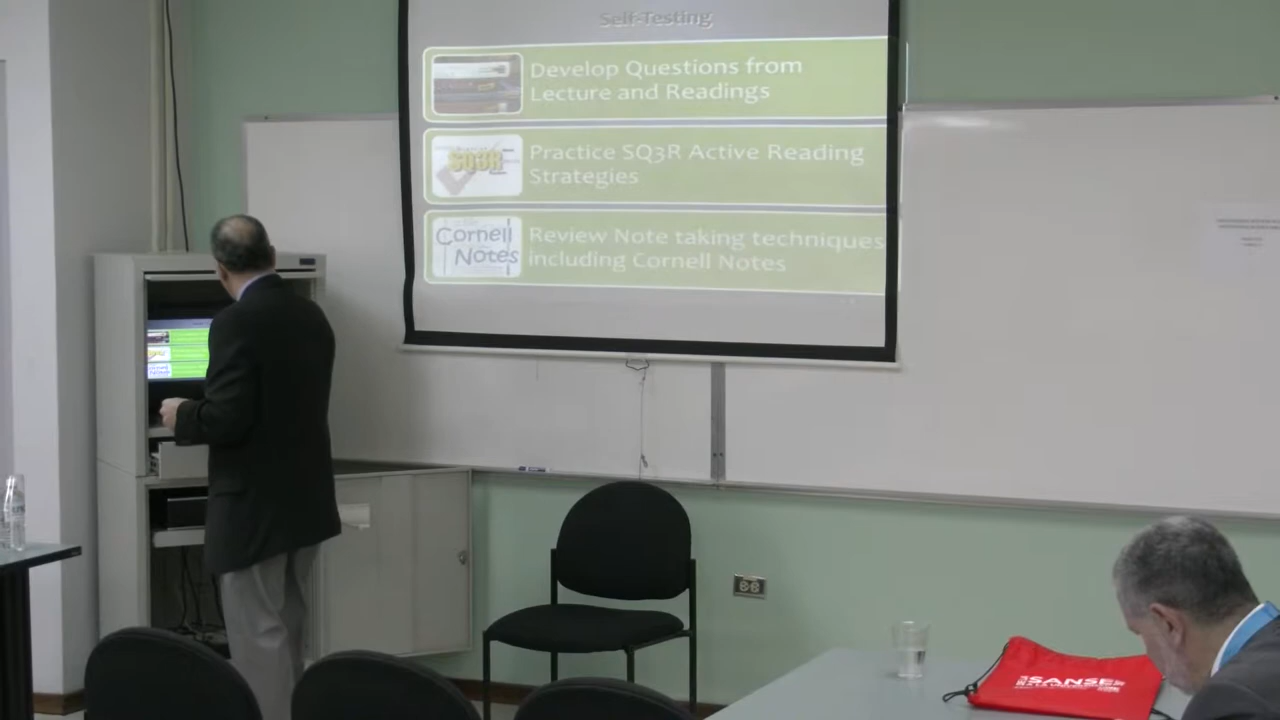 Self-Testing
Develop Questions from
Lecture and Readings
SQ3R
Practice SQ3R Active Reading
Strategies
Cornell
Notes
Review Note taking techniques
including Cornell Notes
SANSE